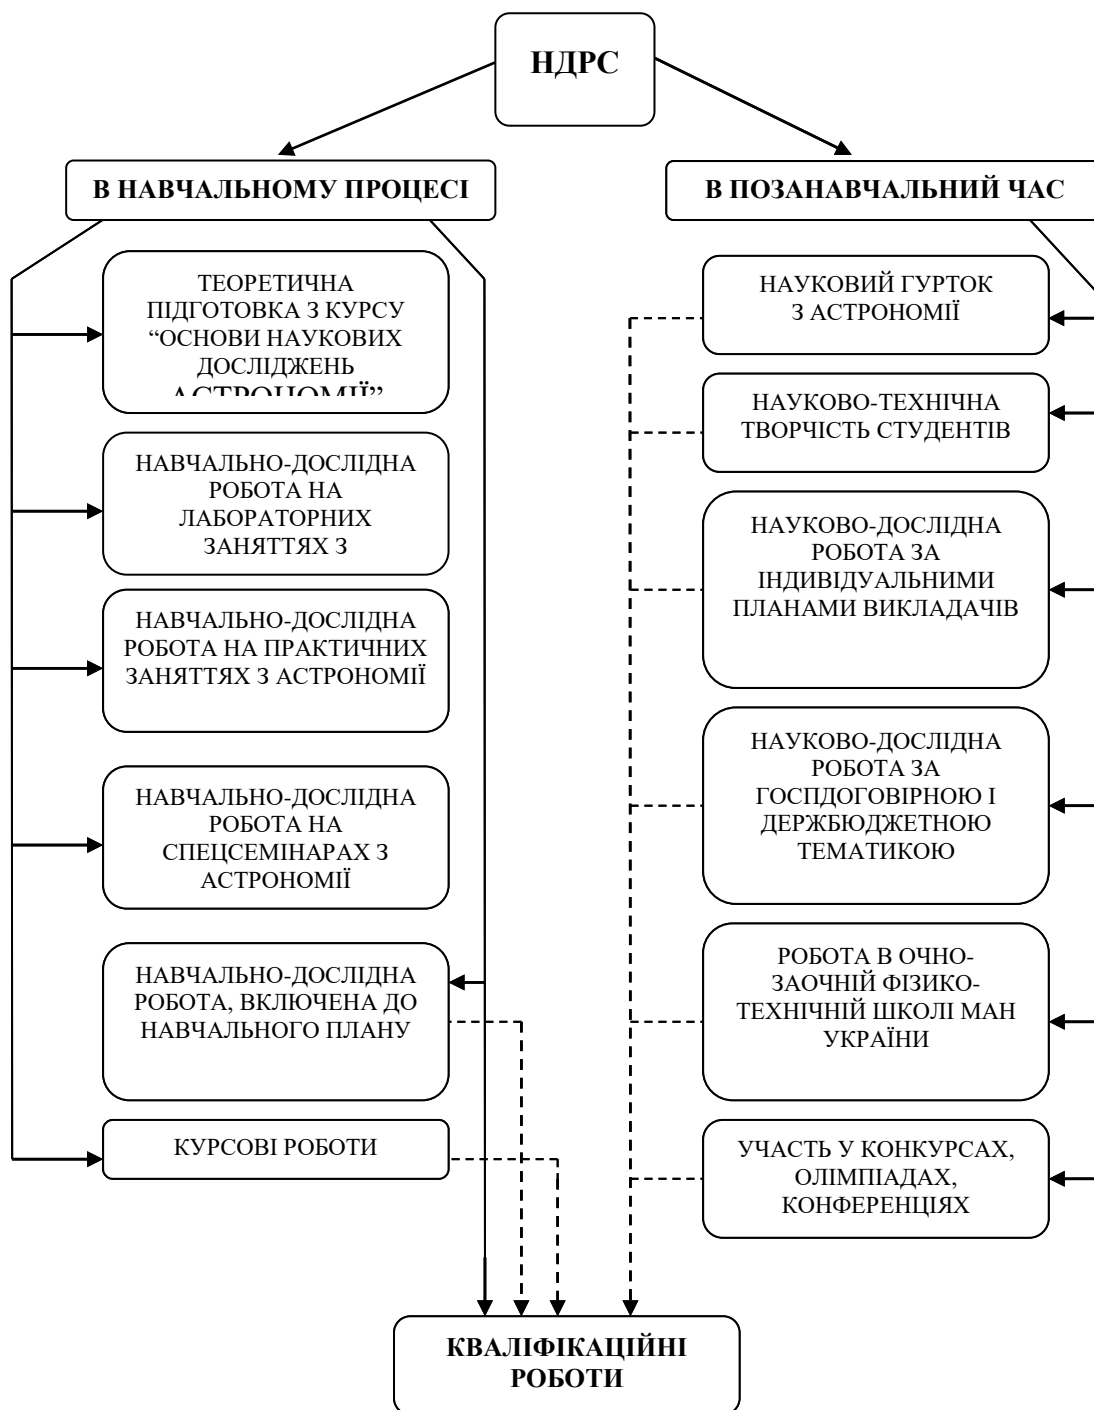 НДРС
В НАВЧАЛЬНОМУ ПРОЦЕСІ
ТЕОРЕТИЧНА
ПІДГОТОВКА З КУРСУ
“ОСНОВИ НАУКОВИХ
ДОСЛІДЖЕНЬ
АСТРОНОМІЇ”
НАВЧАЛЬНО-ДОСЛІДНА
РОБОТА НА
ЛАБОРАТОРНИХ
ЗАНЯТТЯХ З
НАВЧАЛЬНО-ДОСЛІДНА
РОБОТА НА ПРАКТИЧНИХ
ЗАНЯТТЯХ З АСТРОНОМІЇ
НАВЧАЛЬНО-ДОСЛІДНА
РОБОТА НА
СПЕЦСЕМІНАРАХ З
АСТРОНОМІЇ
НАВЧАЛЬНО-ДОСЛІДНА
РОБОТА, ВКЛЮЧЕНА ДО
НАВЧАЛЬНОГО ПЛАНУ
КУРСОВІ РОБОТИ
В ПОЗАНАВЧАЛЬНИЙ ЧАС
НАУКОВИЙ ГУРТОК
З АСТРОНОМІЇ
НАУКОВО-ТЕХНІЧНА
ТВОРЧІСТЬ СТУДЕНТІВ
НАУКОВО-ДОСЛІДНА
РОБОТА ЗА
ІНДИВІДУАЛЬНИМИ
ПЛАНАМИ ВИКЛАДАЧІВ
НАУКОВО-ДОСЛІДНА
РОБОТА ЗА
ГОСПДОГОВІРНОЮ І
ДЕРЖБЮДЖЕТНОЮ
ТЕМАТИКОЮ
РОБОТА В ОЧНО-
ЗАОЧНІЙ ФІЗИКО-
ТЕХНІЧНІЙ ШКОЛІ МАН
УКРАЇНИ
УЧАСТЬ У КОНКУРСАХ,
ОЛІМПІАДАХ,
КОНФЕРЕНЦІЯХ
КВАЛІФІКАЦІЙНІ
РОБОТИ